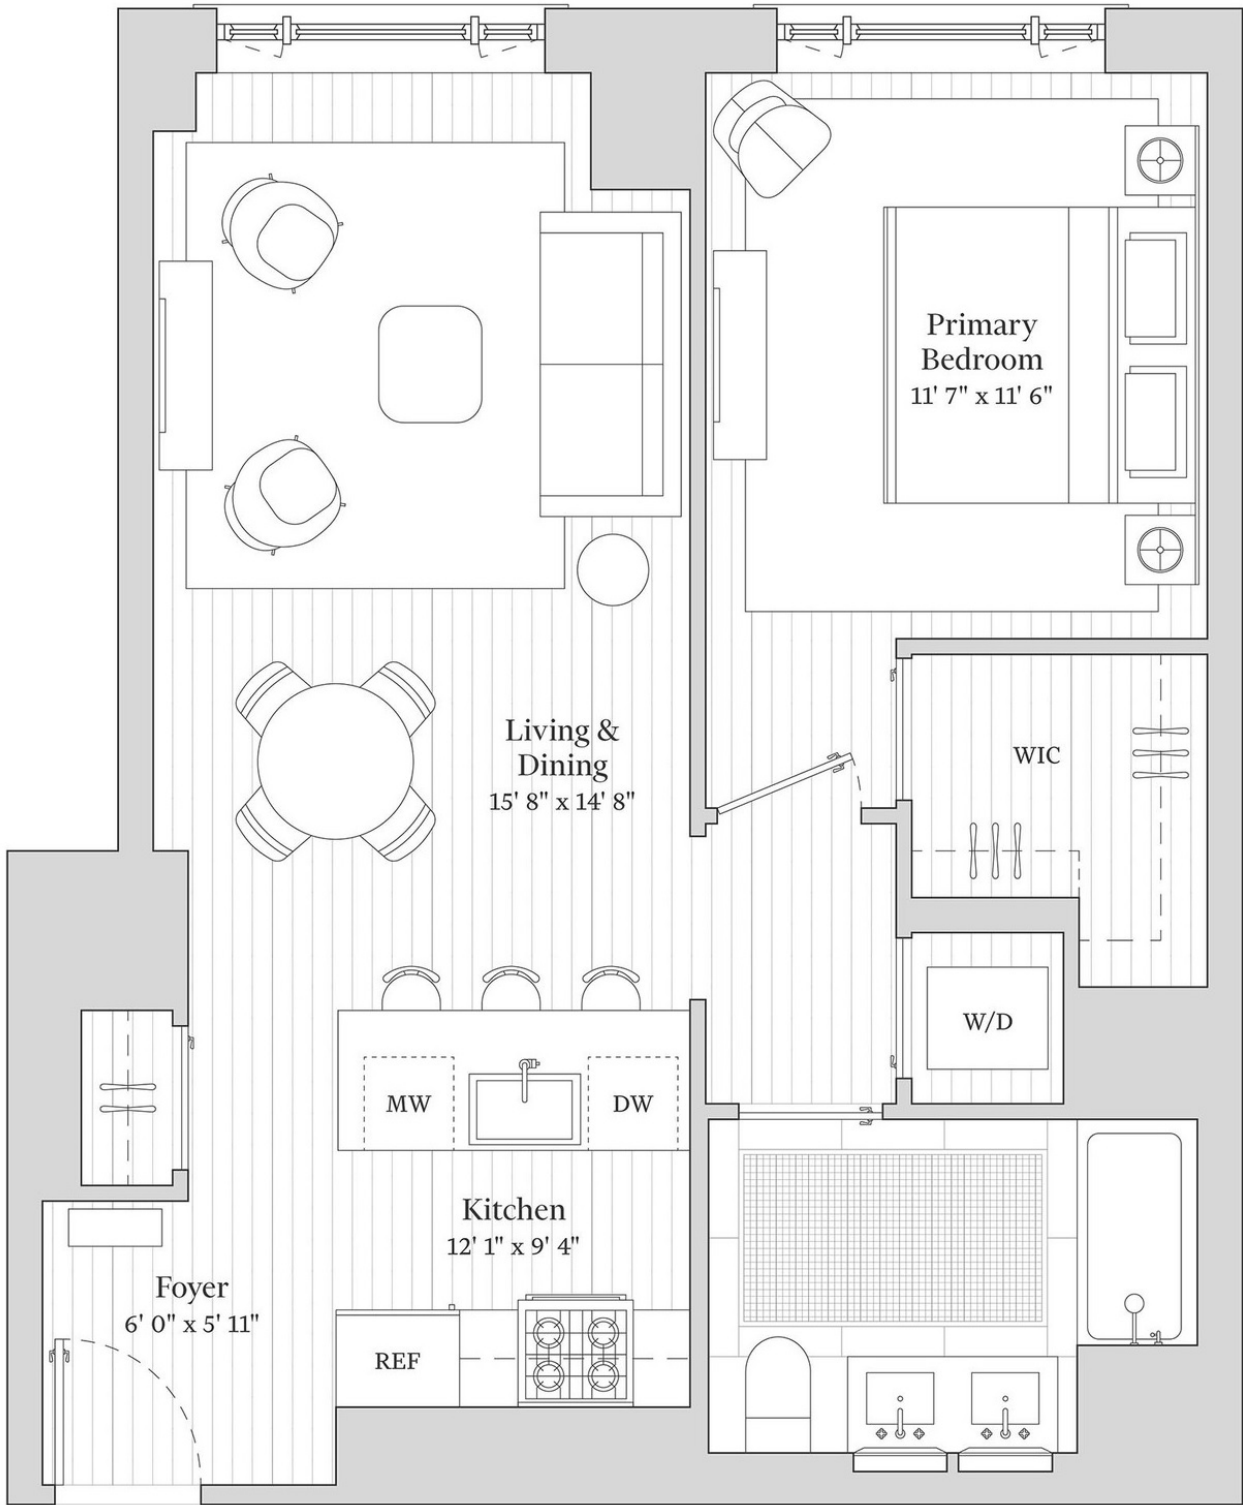 Primary
Bedroom
11' 7" x 11' 6"
Living &
Dining
15' 8" x 14' 8"
WIC
W/D
MW
DW
Kitchen
12' 1" x 9' 4"
Foyer
6' 0" x 5' 11"
REF